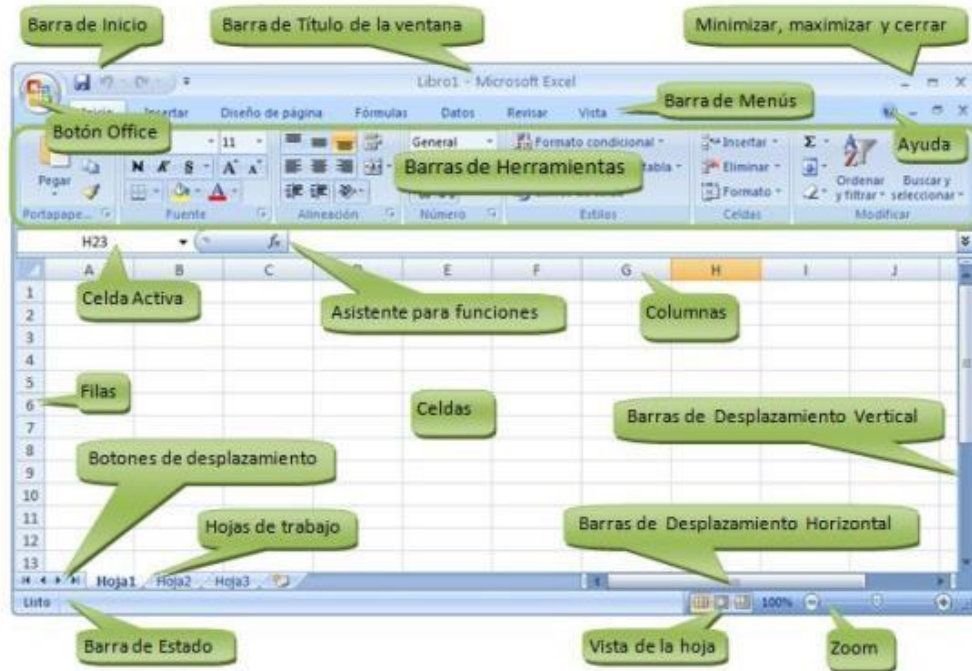 Barra de Inicio
Barra de Título de la ventana
Minimizar, maximizar y cerrar
Libro1 - Microsoft Excel
Insertar Diseño de página Fórmulas Datos Revisar Vista
Barra de Menús
Botón Office
Ayuda
11 General Formato condicional Insertar Σ
Barras de Herramientas
N K S A A Eliminar
Pegar Formato Ordenar y filtrar Buscar y seleccionar
Portapape... Fuente Alineación Número Estilos Celdas Modificar
H23 fx
A B C E F G H I J
Celda Activa
Asistente para funciones
Columnas
1
2
3
4
5
6
7
8
9
10
11
12
13
Filas
Celdas
Barras de Desplazamiento Vertical
Botones de desplazamiento
Hojas de trabajo
Barras de Desplazamiento Horizontal
Hoja1 Hoja2 Hoja3
Listo 100%
Barra de Estado
Vista de la hoja
Zoom